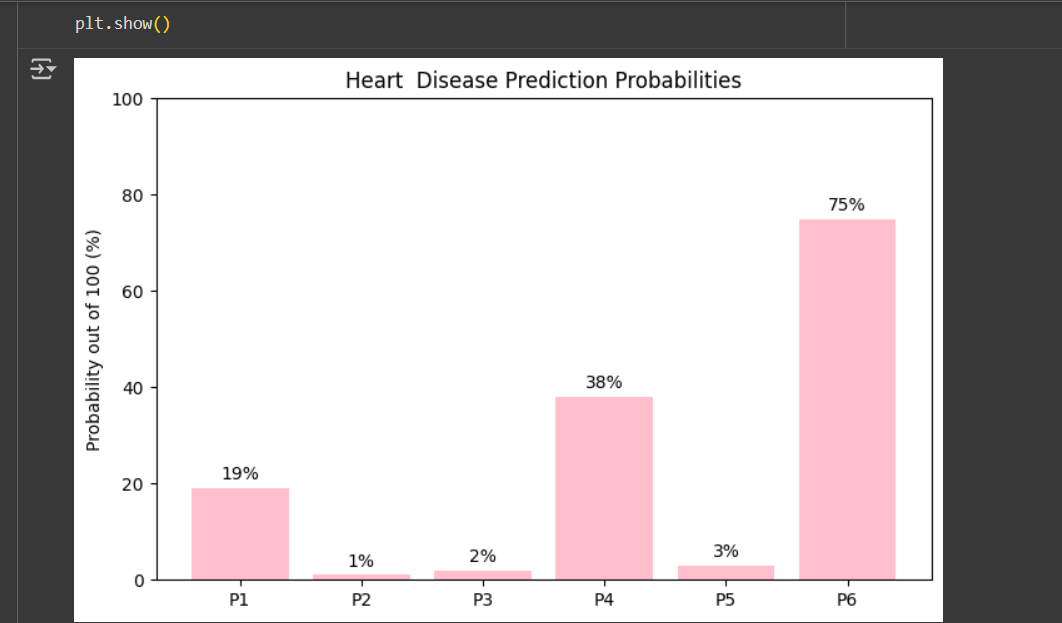 plt.show()
Heart  Disease Prediction Probabilities
Probability out of 100 (%)
100
80
60
40
20
0
19%
1%
2%
38%
3%
75%
P1
P2
P3
P4
P5
P6